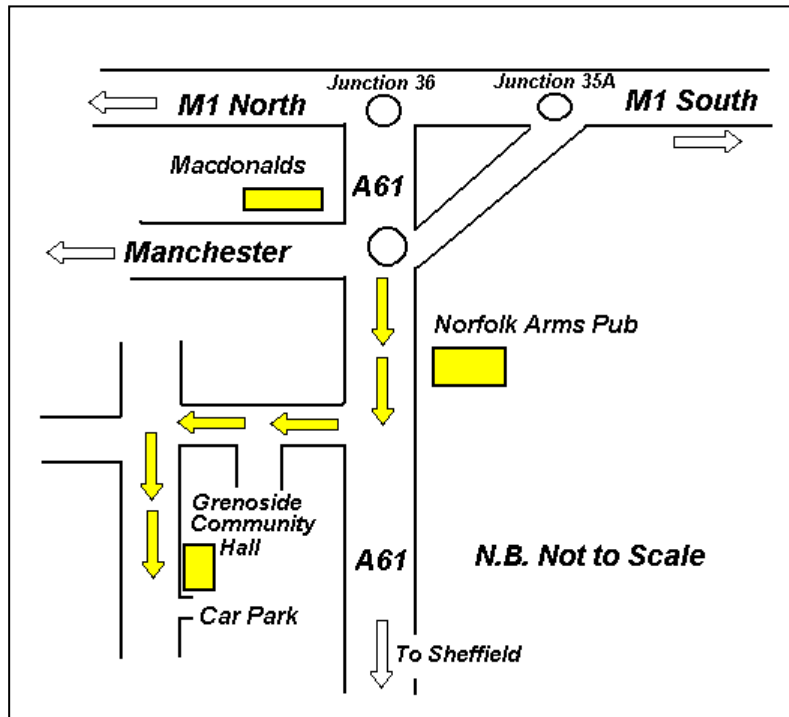 Junction 36
Junction 35A
M1 North
M1 South
Macdonalds
A61
Manchester
Norfolk Arms Pub
Grenoside
Community
Hall
A61
N.B. Not to Scale
Car Park
To Sheffield